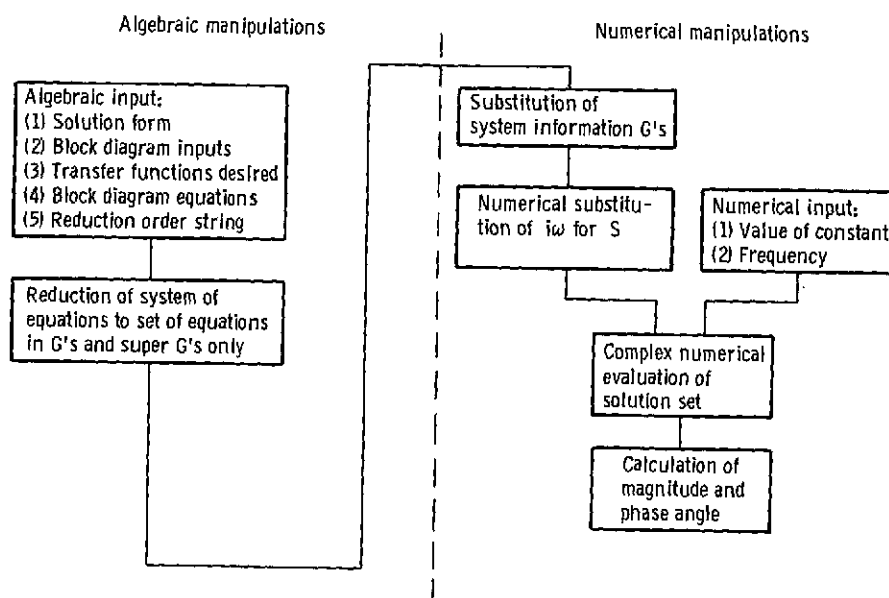 Algebraic manipulations
Numerical manipulations
Algebraic input:
(1) Solution form
(2) Block diagram inputs
(3) Transfer functions desired
(4) Block diagram equations
(5) Reduction order string
Reduction of system of
equations to set of equations
in G's and super G's only
Substitution of
system information G's
Numerical substitu-
tion of iω for S
Numerical input:
(1) Value of constant
(2) Frequency
Complex numerical
evaluation of
solution set
Calculation of
magnitude and
phase angle